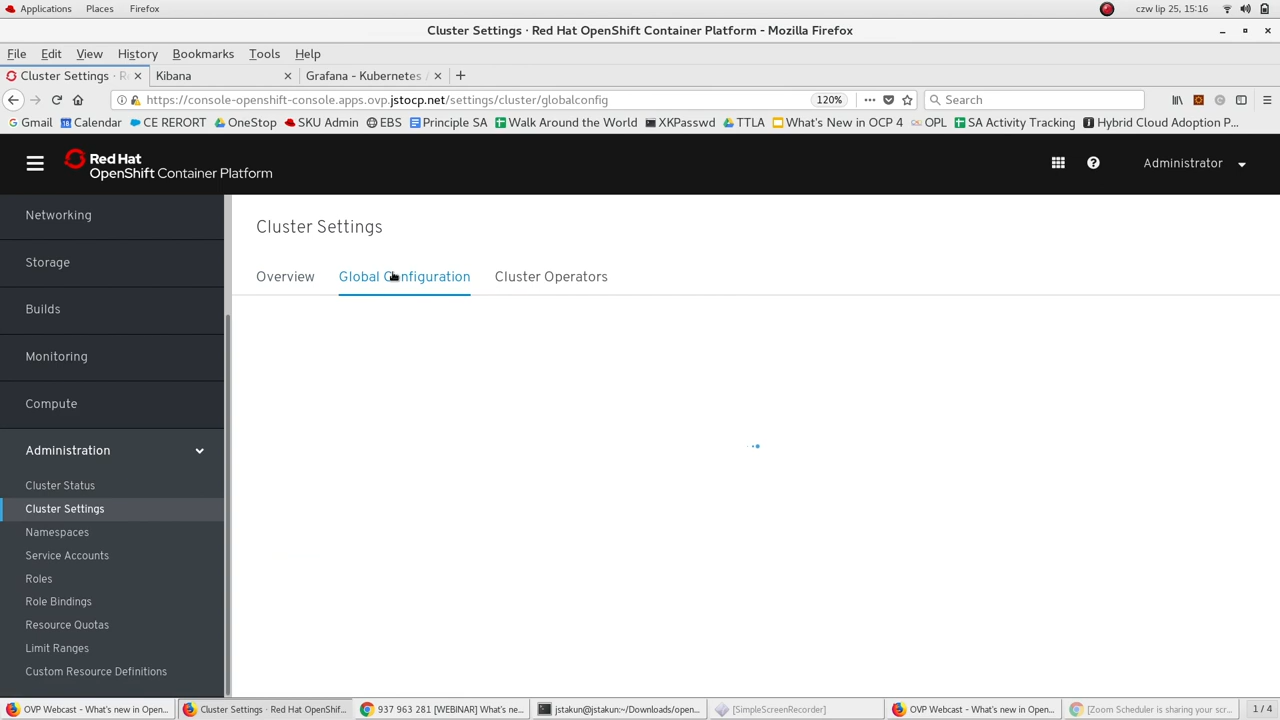 Applications Places Firefox czw lip 25, 15:16
Cluster Settings · Red Hat OpenShift Container Platform - Mozilla Firefox
File Edit View History Bookmarks Tools Help
Cluster Settings · R Kibana Grafana - Kubernetes /
https://console-openshift-console.apps.ovp.jstocp.net/settings/cluster/globalconfig 120% Search
Gmail Calendar CE RERORT OneStop SKU Admin EBS Principle SA Walk Around the World XKPasswd TTLA What's New in OCP 4 OPL SA Activity Tracking Hybrid Cloud Adoption P...
Red Hat
OpenShift Container Platform
Administrator
Networking
Storage
Builds
Monitoring
Compute
Administration
Cluster Status
Cluster Settings
Namespaces
Service Accounts
Roles
Role Bindings
Resource Quotas
Limit Ranges
Custom Resource Definitions
Cluster Settings
Overview Global Configuration Cluster Operators
OVP Webcast - What's new in Open... Cluster Settings · Red Hat OpenShif... 937 963 281 [WEBINAR] What's ne... jstakun@jstakun:~/Downloads/open... [SimpleScreenRecorder] OVP Webcast - What's new in Open... [Zoom Scheduler is sharing your scr... 1 / 4